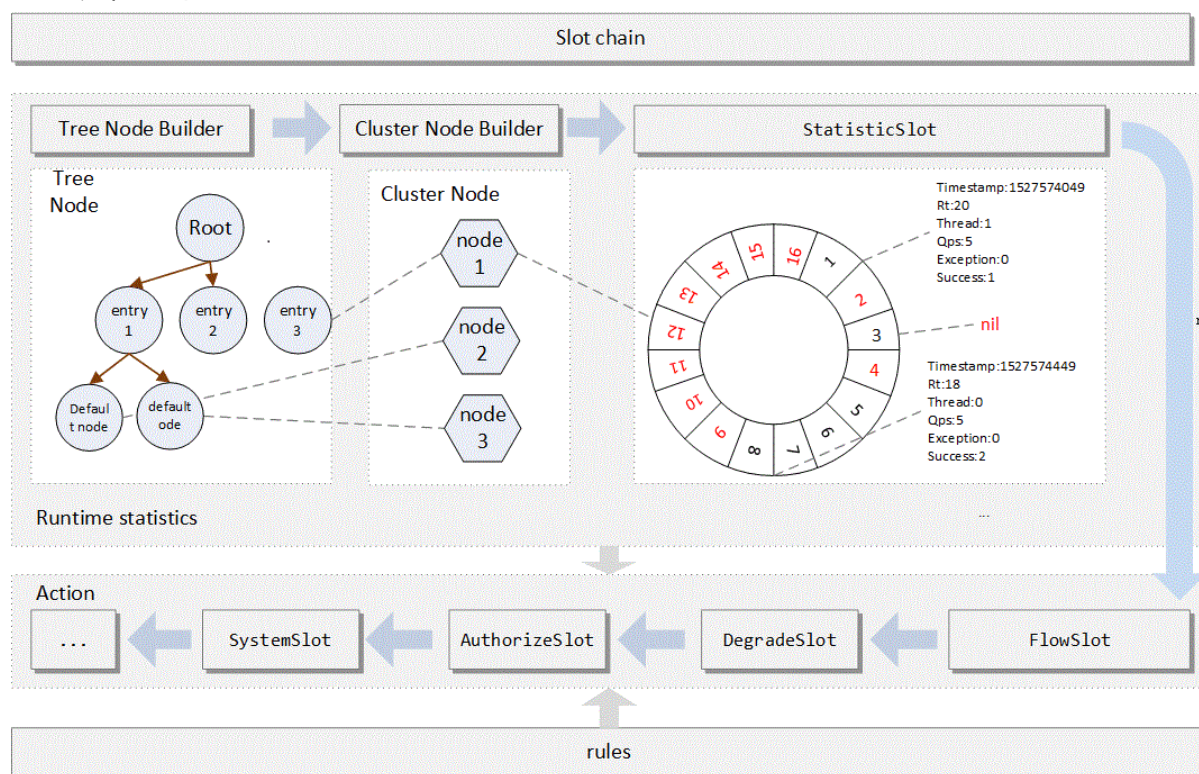 Slot chain
Tree Node Builder
Cluster Node Builder
StatisticSlot
Tree
Node
Root
entry
1
entry
2
entry
3
Defaul
t node
default
ode
Cluster Node
node
1
node
2
node
3
1
2
3
4
5
6
7
8
9
10
11
12
13
14
15
16
Timestamp:1527574049
Rt:20
Thread:1
Qps:5
Exception:0
Success:1
nil
Timestamp:1527574449
Rt:18
Thread:0
Qps:5
Exception:0
Success:2
...
Runtime statistics
Action
...
SystemSlot
AuthorizeSlot
DegradeSlot
FlowSlot
rules